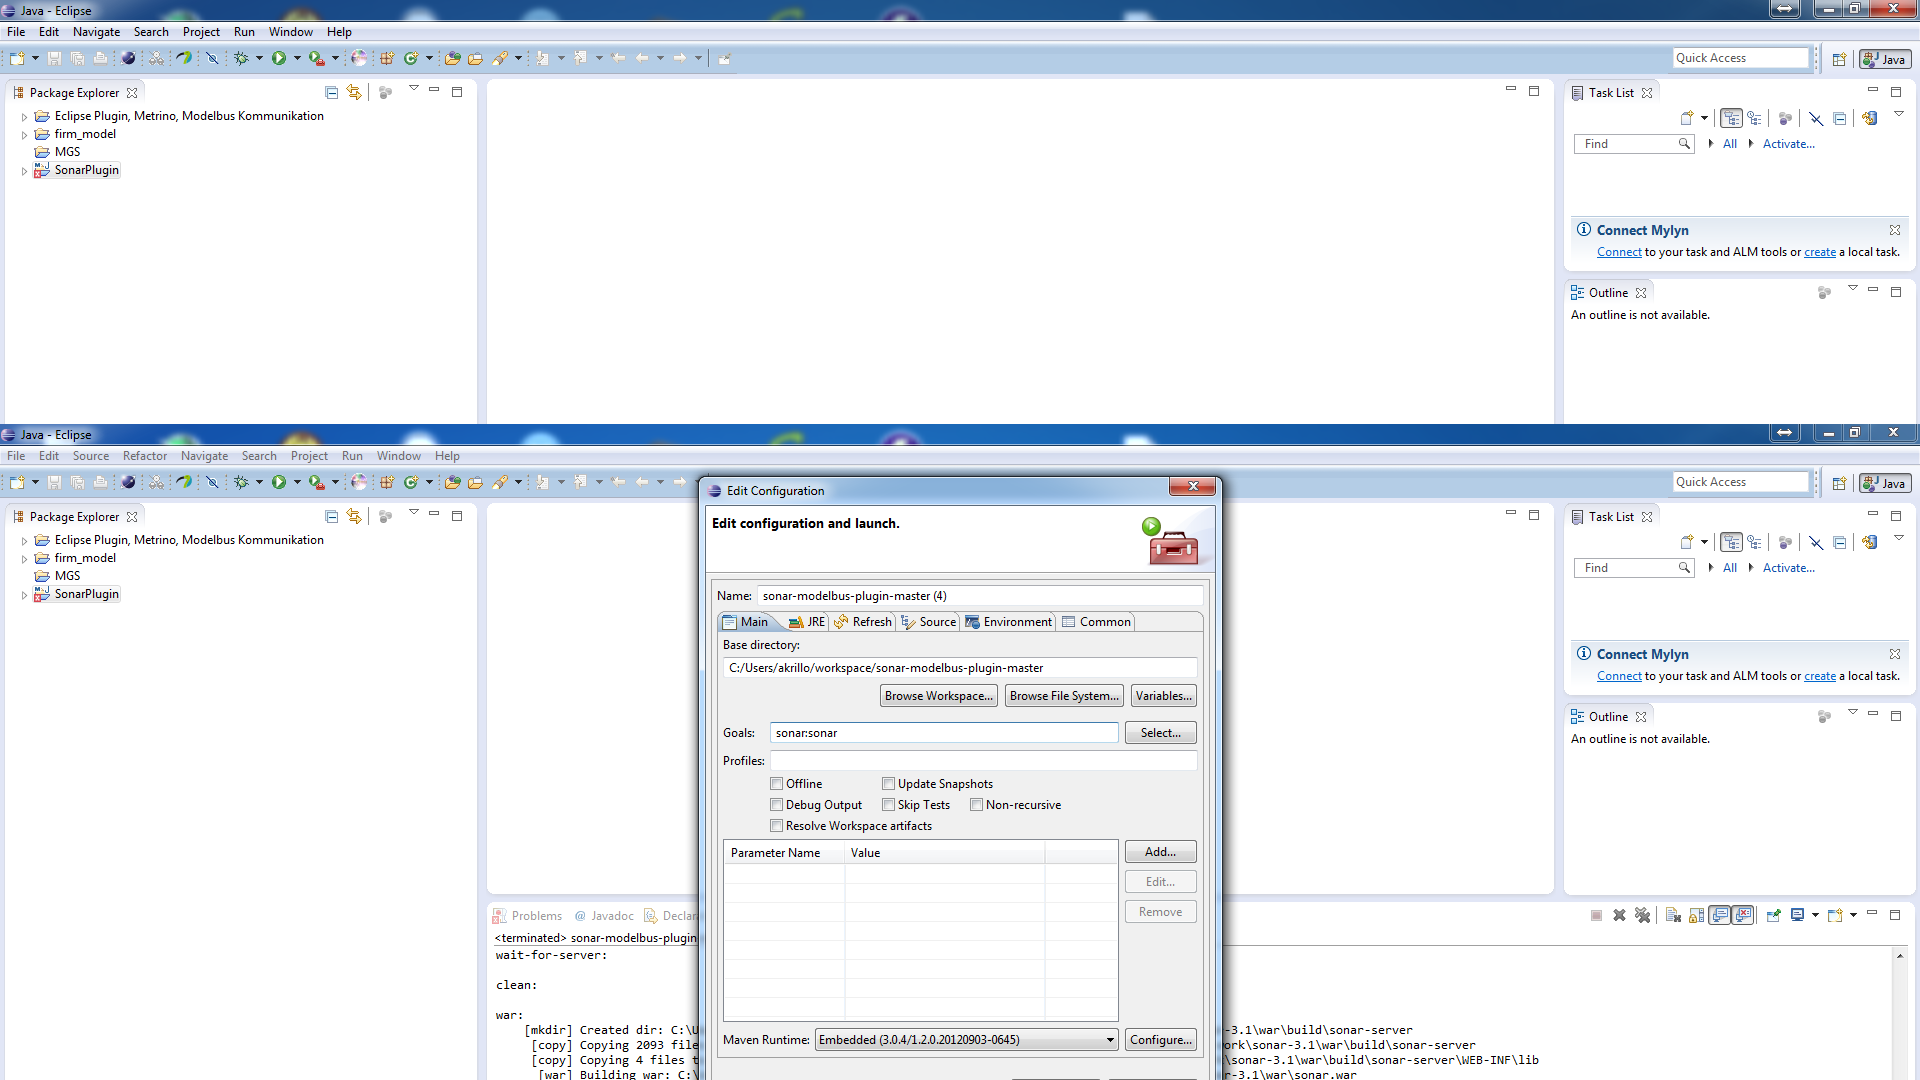 Java - Eclipse
File Edit Navigate Search Project Run Window Help
Quick Access
Java
Package Explorer
Eclipse Plugin, Metrino, Modelbus Kommunikation
firm_model
MGS
SonarPlugin
Task List
Find
All
Activate...
Connect Mylyn
Connect to your task and ALM tools or create a local task.
Outline
An outline is not available.
Java - Eclipse
File Edit Source Refactor Navigate Search Project Run Window Help
Quick Access
Java
Package Explorer
Eclipse Plugin, Metrino, Modelbus Kommunikation
firm_model
MGS
SonarPlugin
Edit Configuration
Edit configuration and launch.
Name: sonar-modelbus-plugin-master (4)
Main JRE Refresh Source Environment Common
Base directory:
C:/Users/akrillo/workspace/sonar-modelbus-plugin-master
Browse Workspace... Browse File System... Variables...
Goals: sonar:sonar Select...
Profiles:
Offline Update Snapshots
Debug Output Skip Tests Non-recursive
Resolve Workspace artifacts
Parameter Name Value
Add...
Edit...
Remove
Maven Runtime: Embedded (3.0.4/1.2.0.20120903-0645) Configure...
Task List
Find
All
Activate...
Connect Mylyn
Connect to your task and ALM tools or create a local task.
Outline
An outline is not available.
Problems @ Javadoc Declara
<terminated> sonar-modelbus-plugin
wait-for-server:
clean:
war:
[mkdir] Created dir: C:\U -3.1\war\build\sonar-server
[copy] Copying 2093 file rk\sonar-3.1\war\build\sonar-server
[copy] Copying 4 files t \sonar-3.1\war\build\sonar-server\WEB-INF\lib
[war] Building war: C:\ -3.1\war\sonar.war